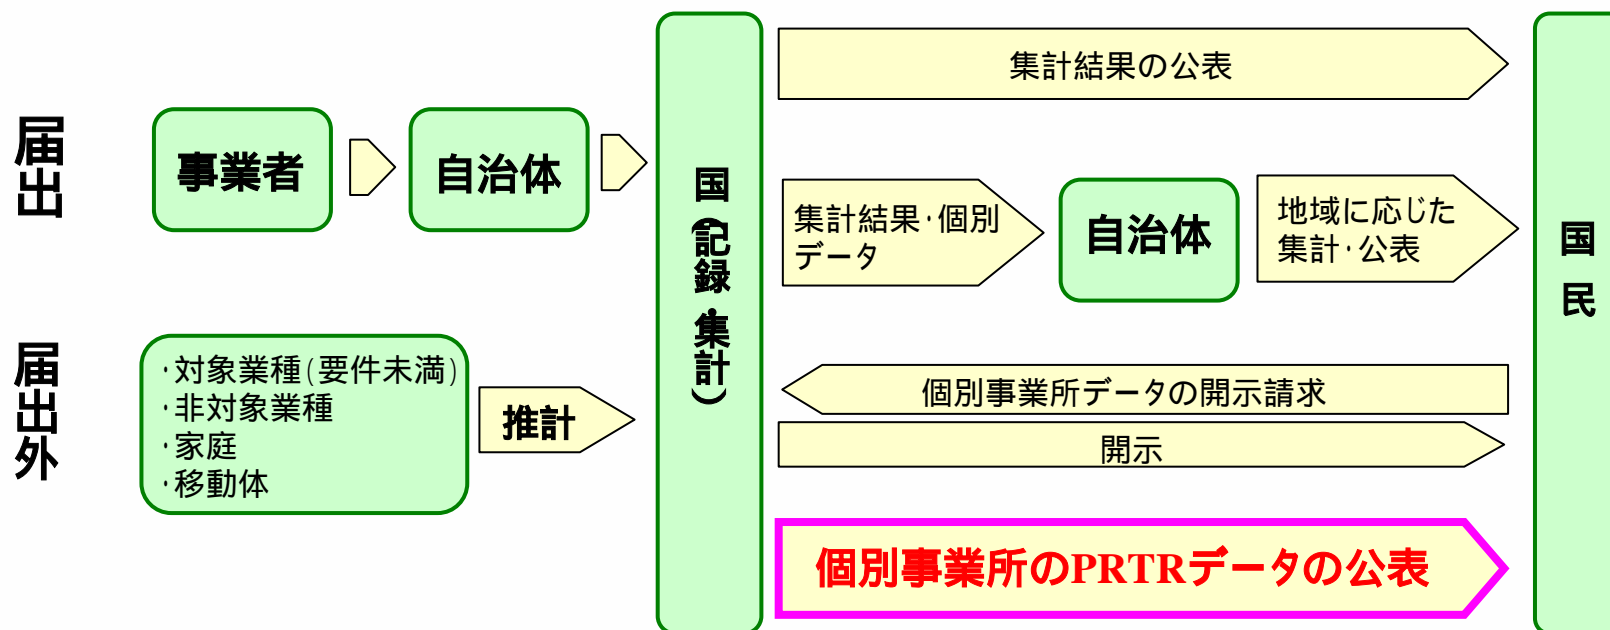 届出
事業者
自治体
国(記録・集計)
集計結果の公表
集計結果・個別
データ
自治体
地域に応じた
集計・公表
国民
届出外
・対象業種(要件未満)
・非対象業種
・家庭
・移動体
推計
個別事業所データの開示請求
開示
個別事業所のPRTRデータの公表